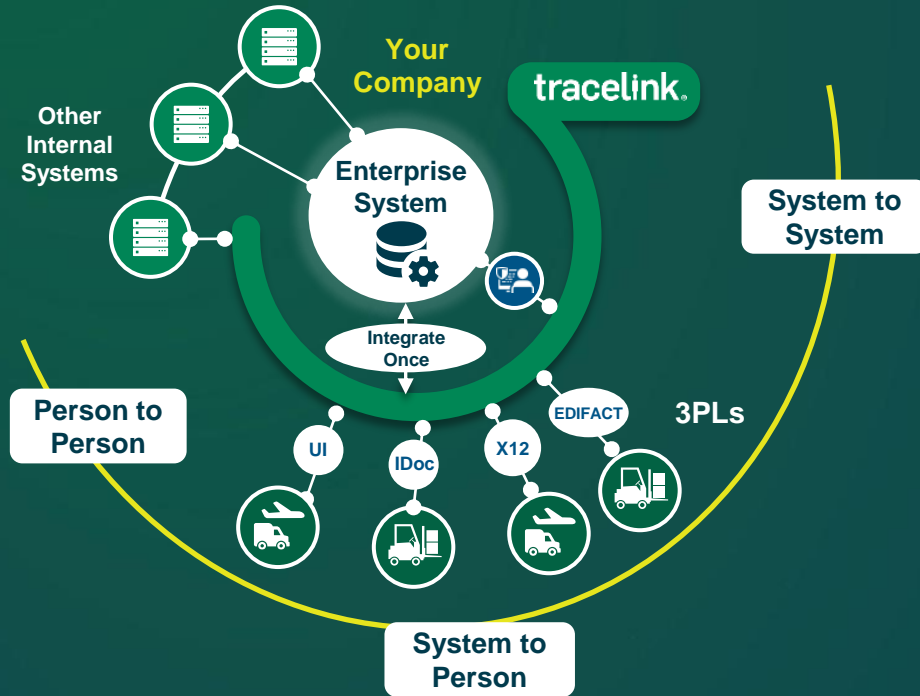 Your
Company
tracelink.
Other
Internal
Systems
Enterprise
System
System to
System
Integrate
Once
Person to
Person
EDIFACT
3PLs
UI
IDoc
X12
System to
Person